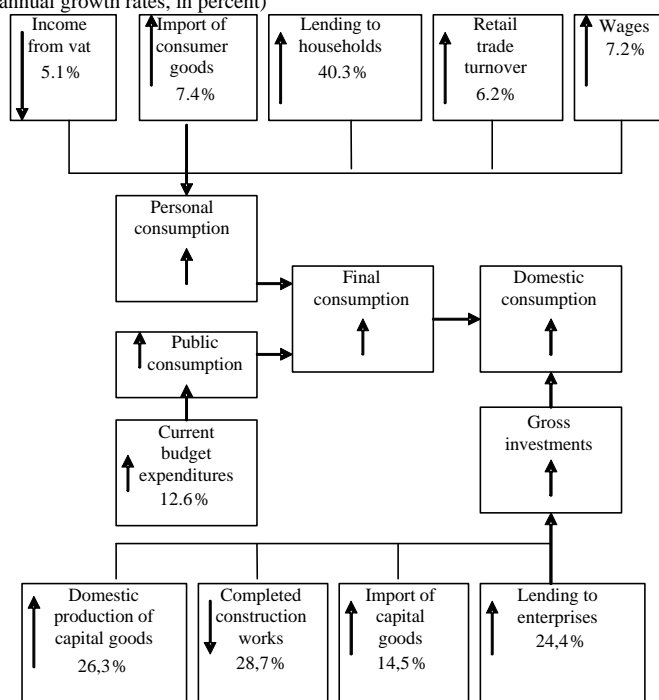 annual growth rates, in percent)
Income
from vat
5.1%
Import of
consumer
goods
7.4%
Lending to
households
40.3%
Retail
trade
turnover
6.2%
Wages
7.2%
Personal
consumption
Final
consumption
Domestic
consumption
Public
consumption
Current
budget
expenditures
12.6%
Gross
investments
Domestic
production of
capital goods
26,3%
Completed
construction
works
28,7%
Import of
capital
goods
14,5%
Lending to
enterprises
24,4%